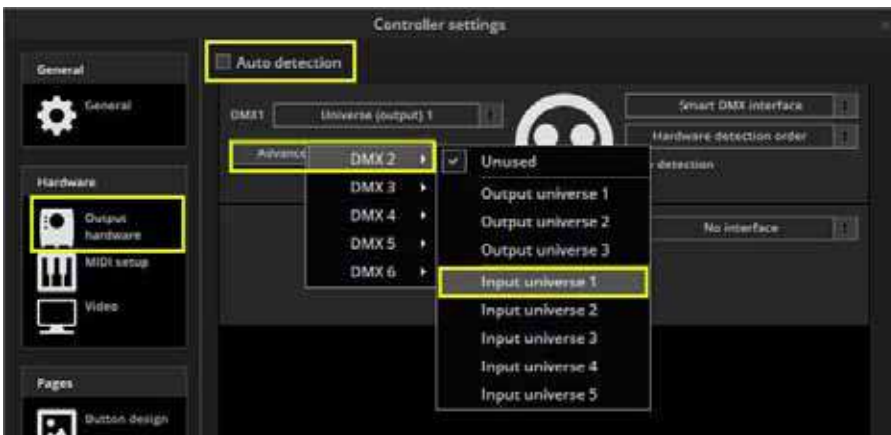 Controller settings
General
General
Hardware
Output
hardware
MIDI setup
Video
Pages
Button design
Auto detection
DMX1
Universe (output) 1
Smart DMX interface
Hardware detection order
detection
No interface
DMX 2
DMX 3
DMX 4
DMX 5
DMX 6
Unused
Output universe 1
Output universe 2
Output universe 3
Input universe 1
Input universe 2
Input universe 3
Input universe 4
Input universe 5